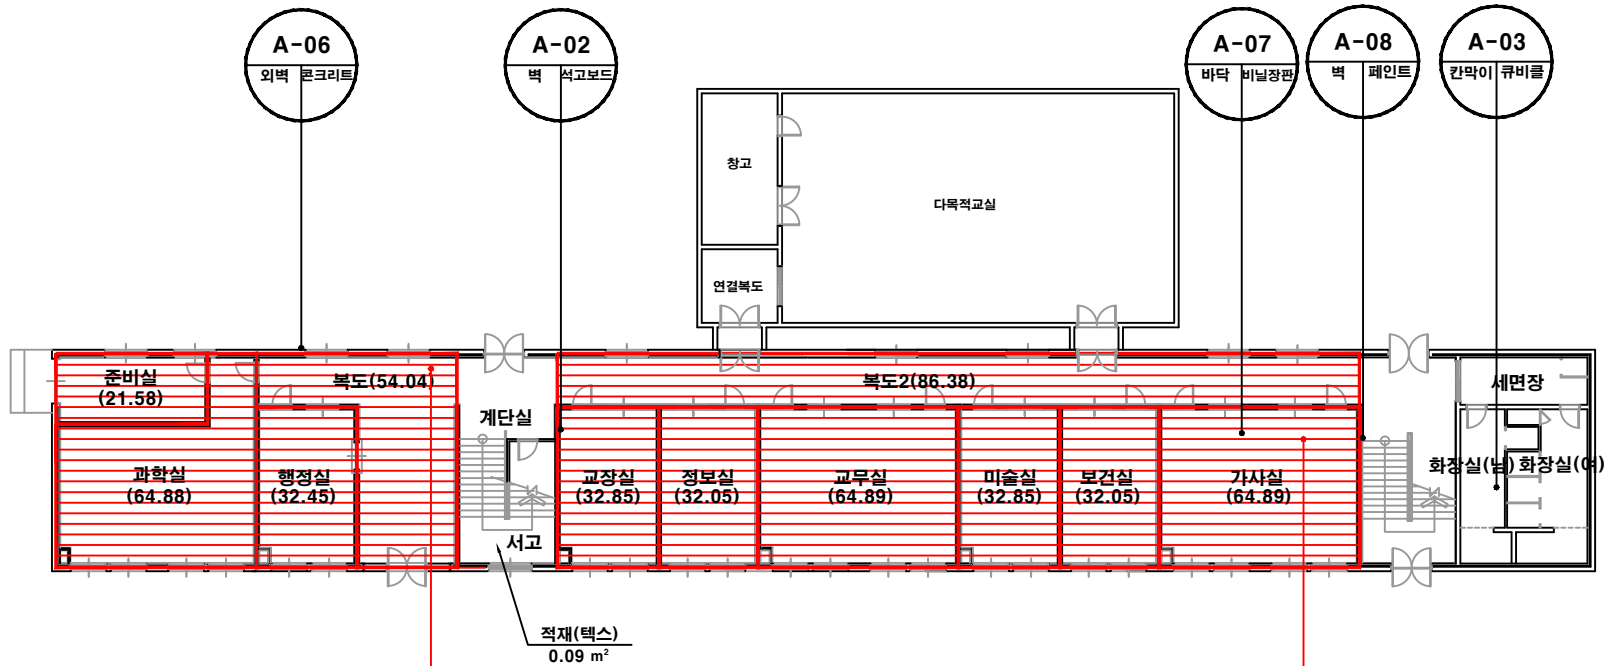 A-06
외벽 콘크리트
A-02
벽 석고보드
A-07
바닥 비닐장판
A-08
벽 페인트
A-03
칸막이 큐비클
창고
다목적교실
연결복도
준비실
(21.58)
복도(54.04)
복도2(86.38)
세면장
계단실
과학실
(64.88)
행정실
(32.45)
교장실
(32.85)
정보실
(32.05)
교무실
(64.89)
미술실
(32.85)
보건실
(32.05)
가사실
(64.89)
화장실(남)
화장실(여)
서고
적재(텍스)
0.09 m²